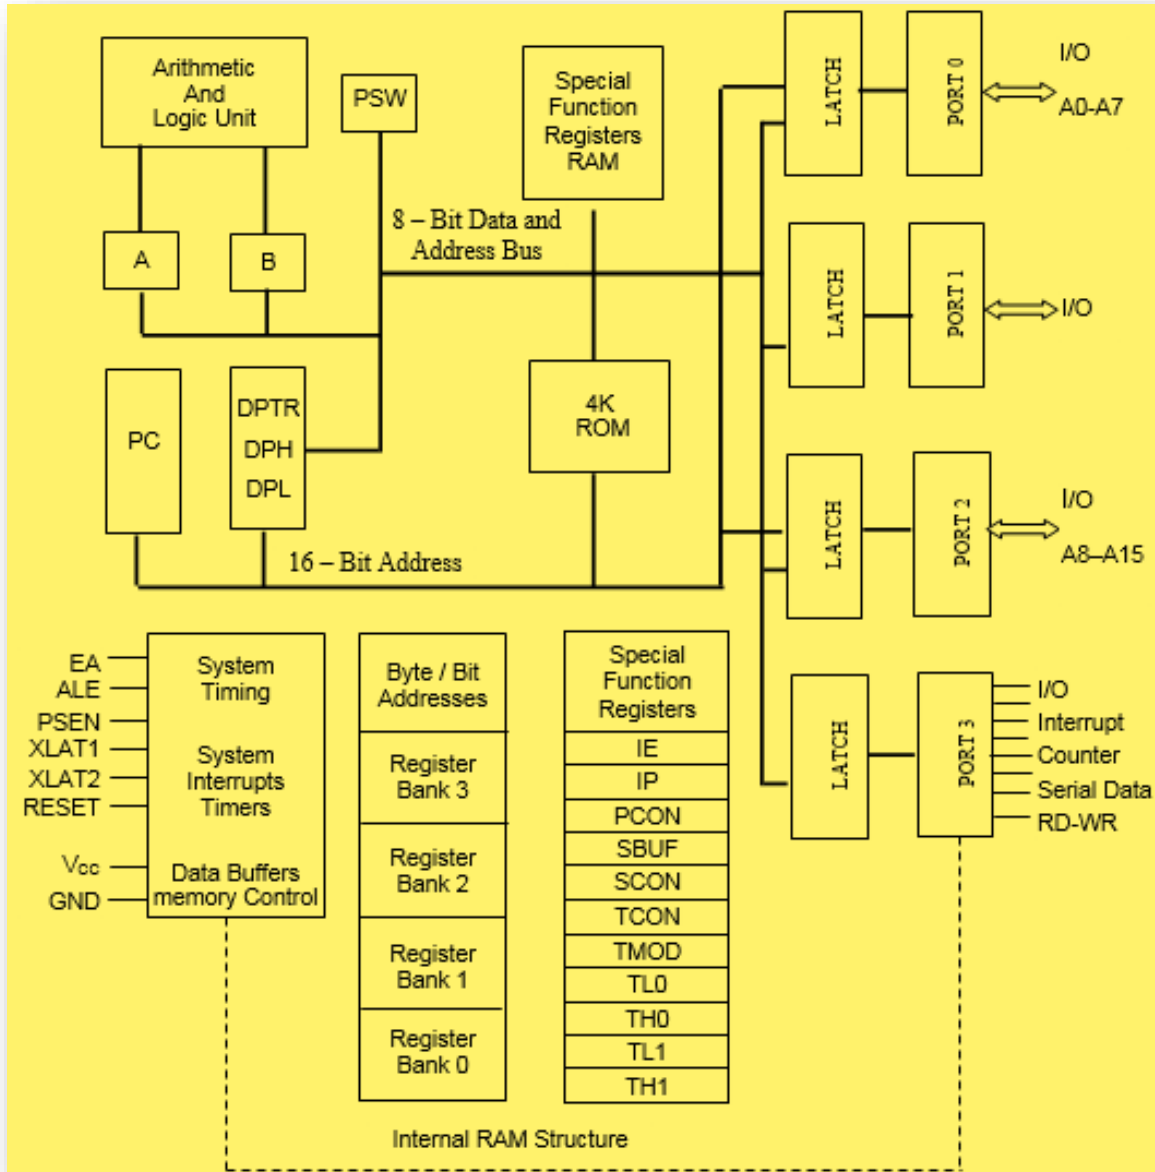 Arithmetic
And
Logic Unit
PSW
Special
Function
Registers
RAM
LATCH
PORT 0
I/O
A0-A7
A
B
8 – Bit Data and
Address Bus
LATCH
PORT 1
I/O
PC
DPTR
DPH
DPL
4K
ROM
16 – Bit Address
LATCH
PORT 2
I/O
A8–A15
EA
ALE
PSEN
XLAT1
XLAT2
RESET
Vcc
GND
System
Timing
System
Interrupts
Timers
Data Buffers
memory Control
Byte / Bit
Addresses
Register
Bank 3
Register
Bank 2
Register
Bank 1
Register
Bank 0
Special
Function
Registers
IE
IP
PCON
SBUF
SCON
TCON
TMOD
TL0
TH0
TL1
TH1
LATCH
PORT 3
I/O
Interrupt
Counter
Serial Data
RD-WR
Internal RAM Structure